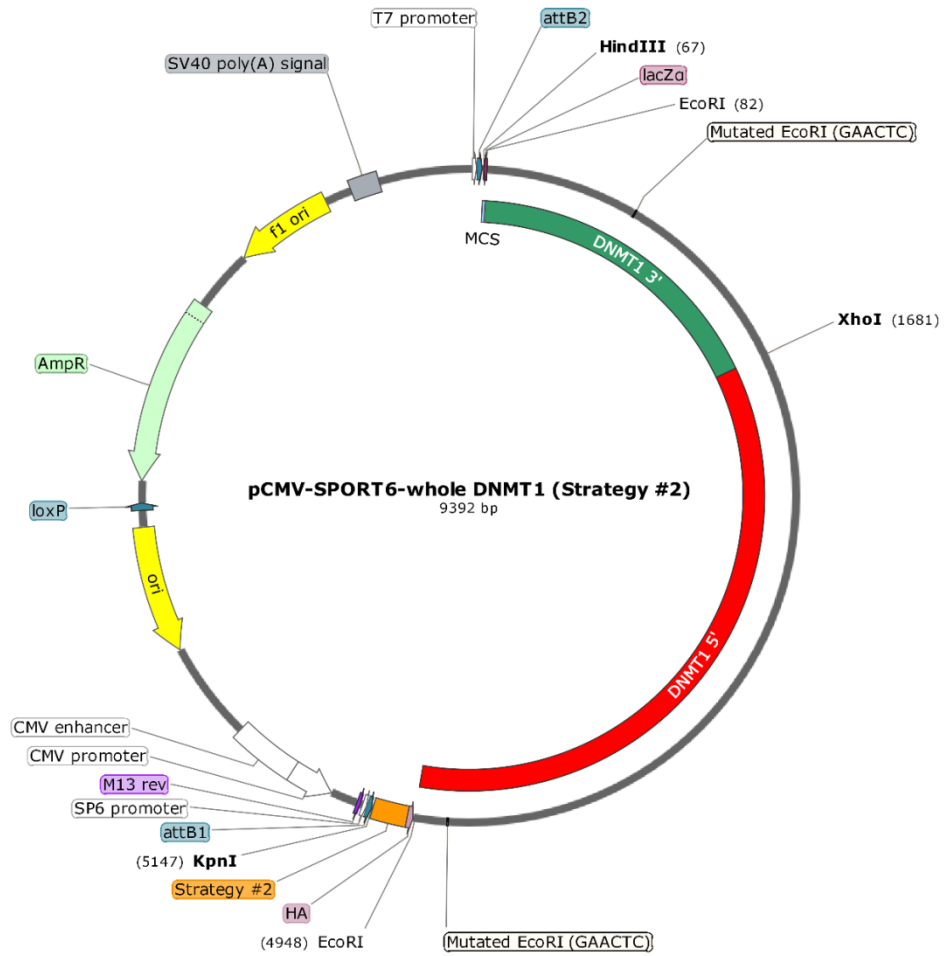 T7 promoter
attB2
HindIII (67)
SV40 poly(A) signal
lacZα
EcoRI (82)
Mutated EcoRI (GAACTC)
f1 ori
MCS
DNMT1 3'
XhoI (1681)
AmpR
pCMV-SPORT6-whole DNMT1 (Strategy #2)
9392 bp
loxP
ori
DNMT1 5'
CMV enhancer
CMV promoter
M13 rev
SP6 promoter
attB1
(5147) KpnI
Strategy #2
HA
(4948) EcoRI
Mutated EcoRI (GAACTC)